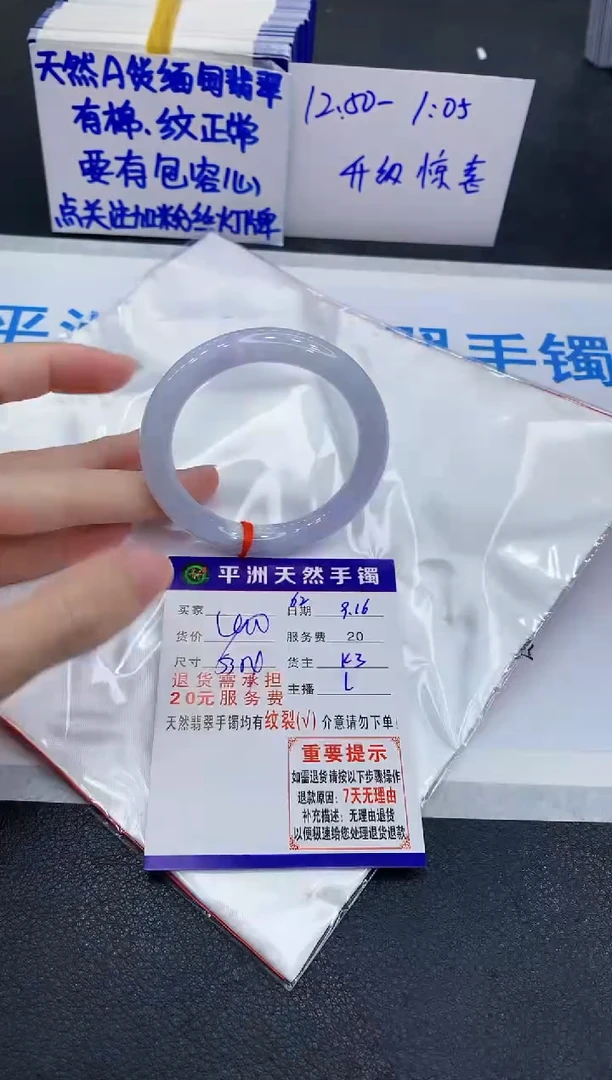 天然A货缅甸翡翠
有棉、纹正常
要有包容心
点关注加粉丝灯牌
12.50- 1:05
升级 惊喜
平洲
翠手镯
平洲天然手镯
买家 日期 9.16
货价 服务费 20
尺寸 货主 K3
退货需承担
20元服务费
主播 L
天然翡翠手镯均有纹裂(√) 介意请勿下单
重要提示
如需退货请按以下步骤操作
退款原因：7天无理由
补充描述：无理由退货
以便极速给您处理退货退款